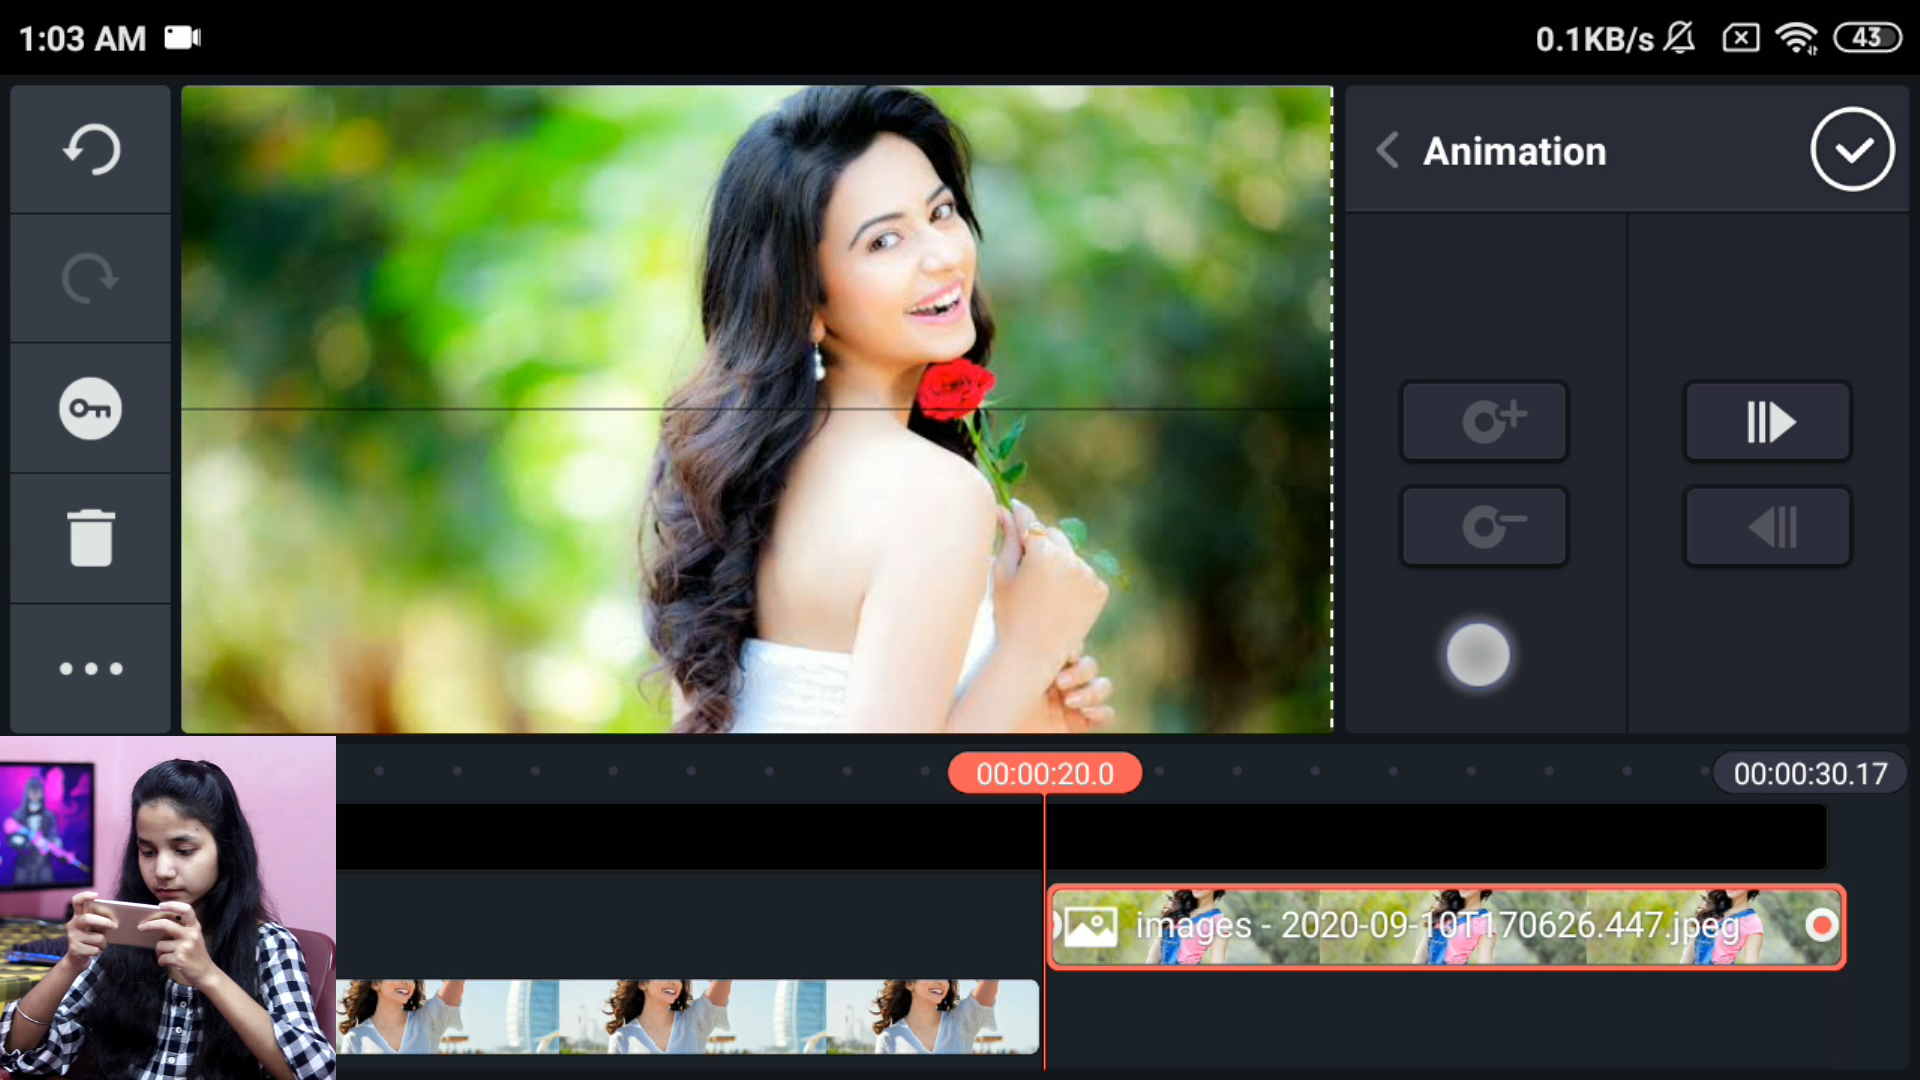 1:03 AM
0.1KB/s
43
Animation
00:00:20.0
00:00:30.17
images - 2020-09-10T170626.447.jpeg